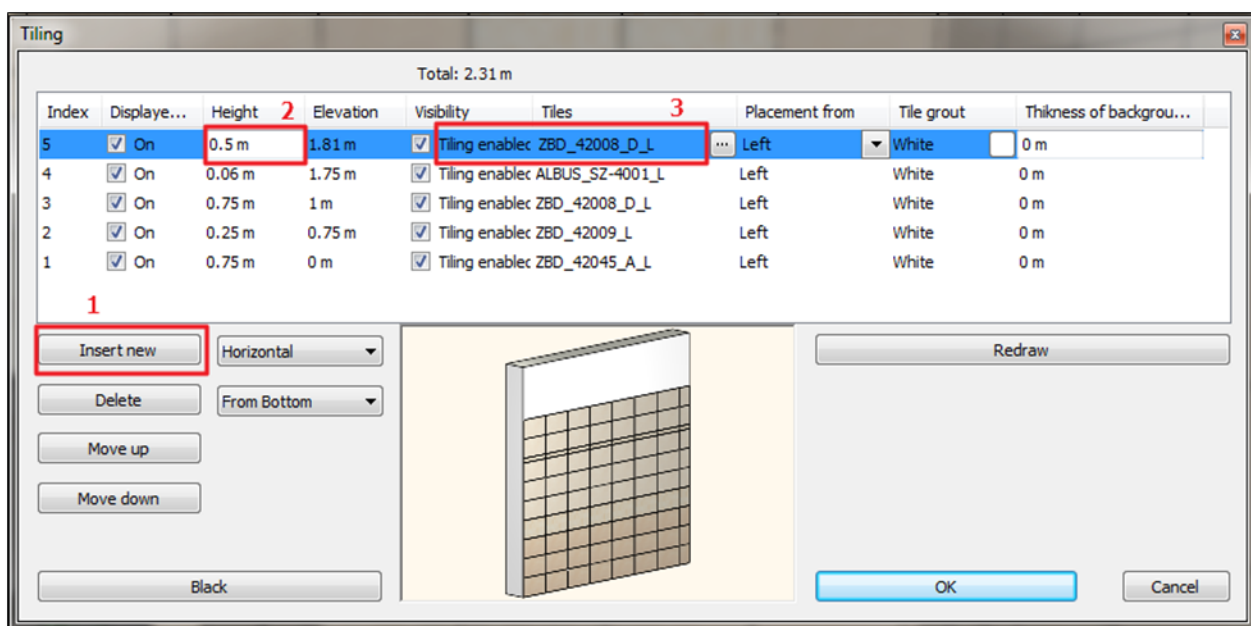 Tiling
Total: 2.31 m
Index Displaye... Height 2 Elevation Visibility Tiles 3 Placement from Tile grout Thikness of backgrou...
5 On 0.5 m 1.81 m Tiling enablec ZBD_42008_D_L ... Left White 0 m
4 On 0.06 m 1.75 m Tiling enablec ALBUS_SZ-4001_L Left White 0 m
3 On 0.75 m 1 m Tiling enablec ZBD_42008_D_L Left White 0 m
2 On 0.25 m 0.75 m Tiling enablec ZBD_42009_L Left White 0 m
1 On 0.75 m 0 m Tiling enablec ZBD_42045_A_L Left White 0 m
1
Insert new Horizontal Redraw
Delete From Bottom
Move up
Move down
Black OK Cancel